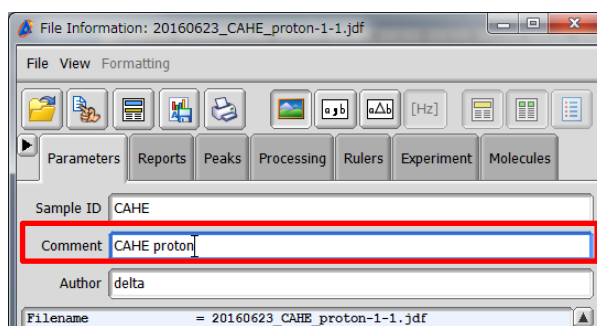 File Information: 20160623_CAHE_proton-1-1.jdf
File View Formatting
a,b a∆b [Hz]
Parameters Reports Peaks Processing Rulers Experiment Molecules
Sample ID CAHE
Comment CAHE proton
Author delta
Filename = 20160623_CAHE_proton-1-1.jdf